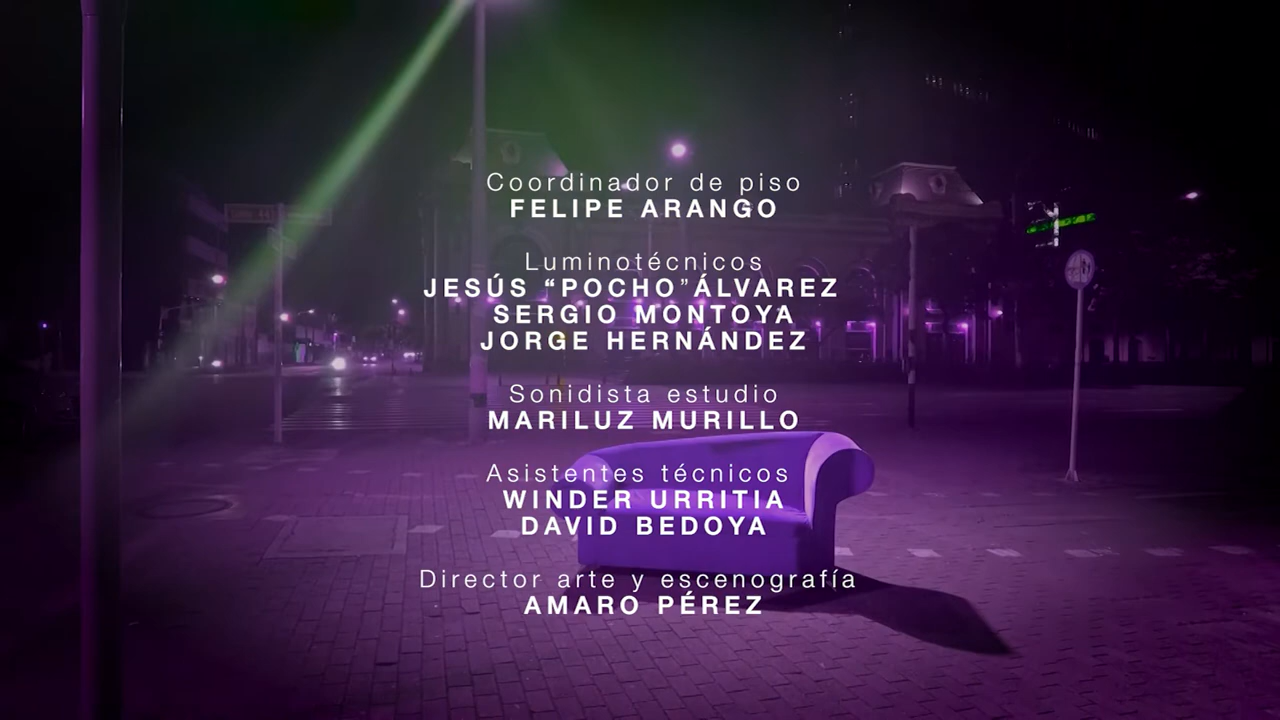 Coordinador de piso
FELIPE ARANGO
Luminotécnicos
JESÚS “POCHO”ÁLVAREZ
SERGIO MONTOYA
JORGE HERNÁNDEZ
Sonidista estudio
MARILUZ MURILLO
Asistentes técnicos
WINDER URRITIA
DAVID BEDOYA
Director arte y escenografía
AMARO PÉREZ